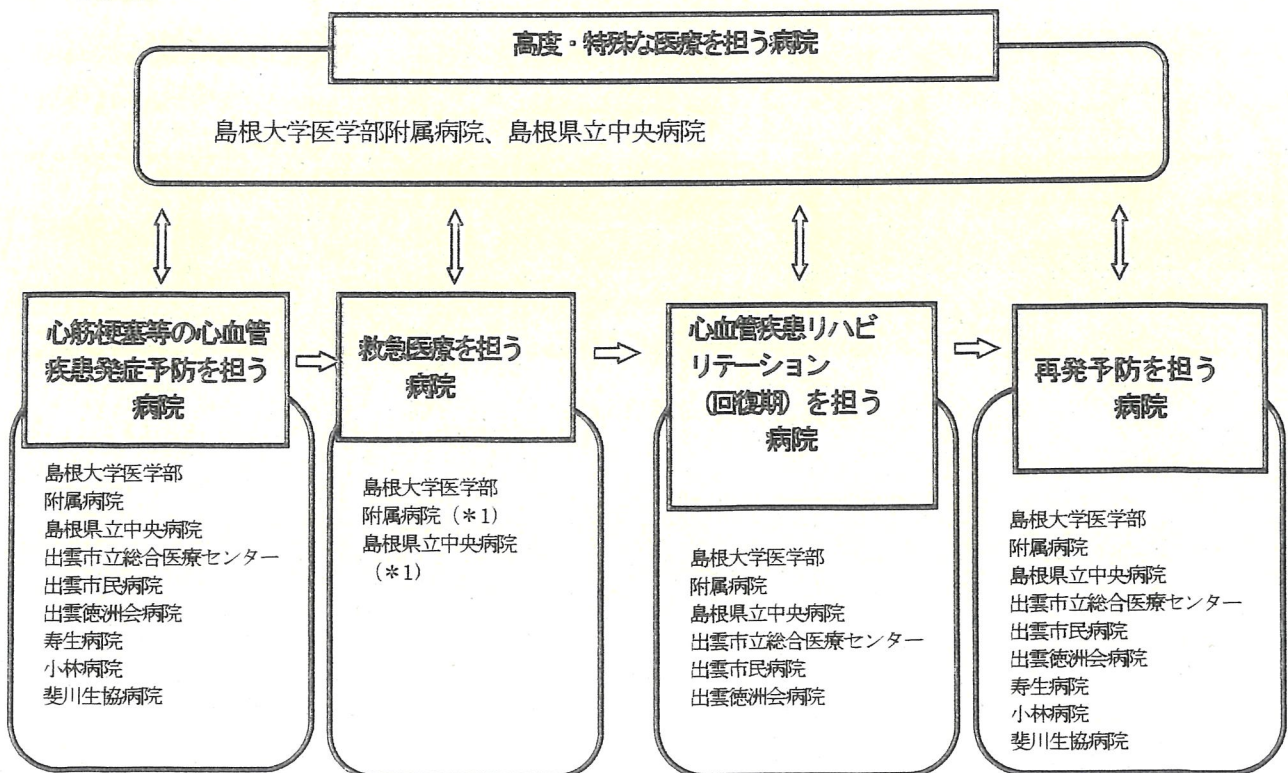 高度・特殊な医療を担う病院
島根大学医学部附属病院、島根県立中央病院
心筋梗塞等の心血管
疾患発症予防を担う
病院
島根大学医学部
附属病院
島根県立中央病院
出雲市立総合医療センター
出雲市民病院
出雲徳洲会病院
寿生病院
小林病院
斐川生協病院
救急医療を担う
病院
島根大学医学部
附属病院（＊1）
島根県立中央病院
（＊1）
心血管疾患リハビ
リテーション
（回復期）を担う
病院
島根大学医学部
附属病院
島根県立中央病院
出雲市立総合医療センター
出雲市民病院
出雲徳洲会病院
再発予防を担う
病院
島根大学医学部
附属病院
島根県立中央病院
出雲市立総合医療センター
出雲市民病院
出雲徳洲会病院
寿生病院
小林病院
斐川生協病院